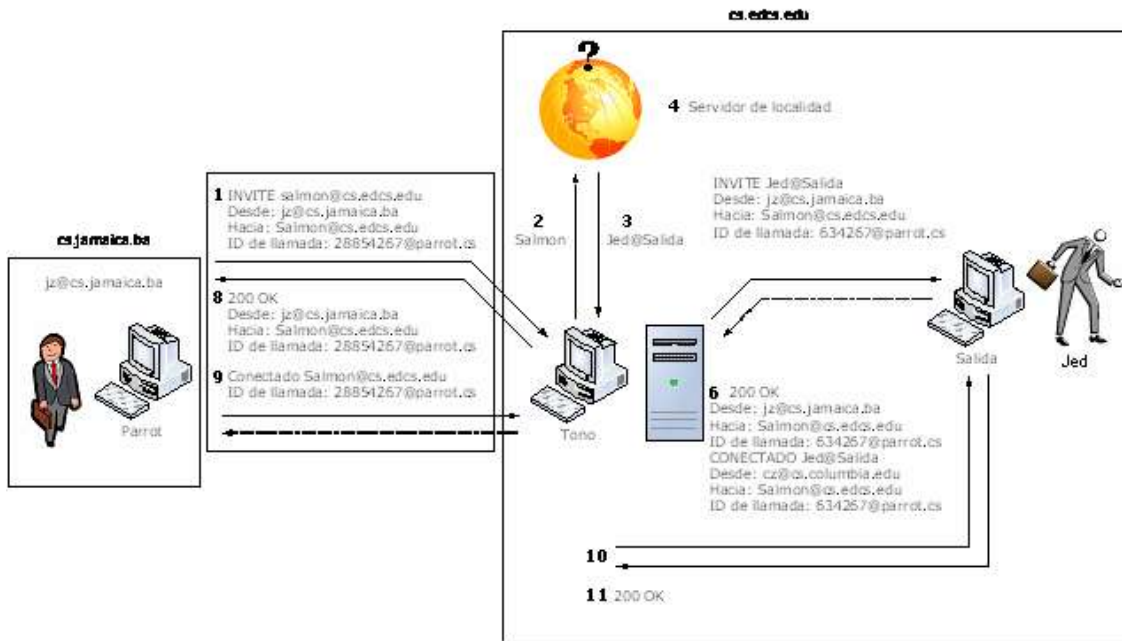 cs.edcs.edu
?
4 Servidor de localidad
1 INVITE salmon@cs.edcs.edu
Desde: jz@cs.jamaica.ba
Hacia: Salmon@cs.edcs.edu
ID de llamada: 28854267@parrot.cs
2
Salmon
3
Jed@Salida
INVITE Jed@Salida
Desde: jz@cs.jamaica.ba
Hacia: Salmon@cs.edcs.edu
ID de llamada: 634267@parrot.cs
cs.jamaica.ba
jz@cs.jamaica.ba
Parrot
8 200 OK
Desde: jz@cs.jamaica.ba
Hacia: Salmon@cs.edcs.edu
ID de llamada: 28854267@parrot.cs
9 Conectado Salmon@cs.edcs.edu
ID de llamada: 28854267@parrot.cs
Tono
Salida
Jed
6 200 OK
Desde: jz@cs.jamaica.ba
Hacia: Salmon@cs.edcs.edu
ID de llamada: 634267@parrot.cs
CONECTADO Jed@Salida
Desde: cz@cs.columbia.edu
Hacia: Salmon@cs.edcs.edu
ID de llamada: 634267@parrot.cs
10
11 200 OK